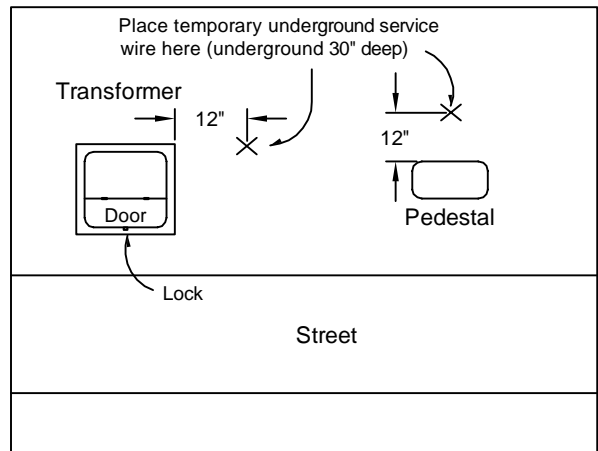 Place temporary underground service
wire here (underground 30" deep)
Transformer
12"
12"
Door
Pedestal
Lock
Street